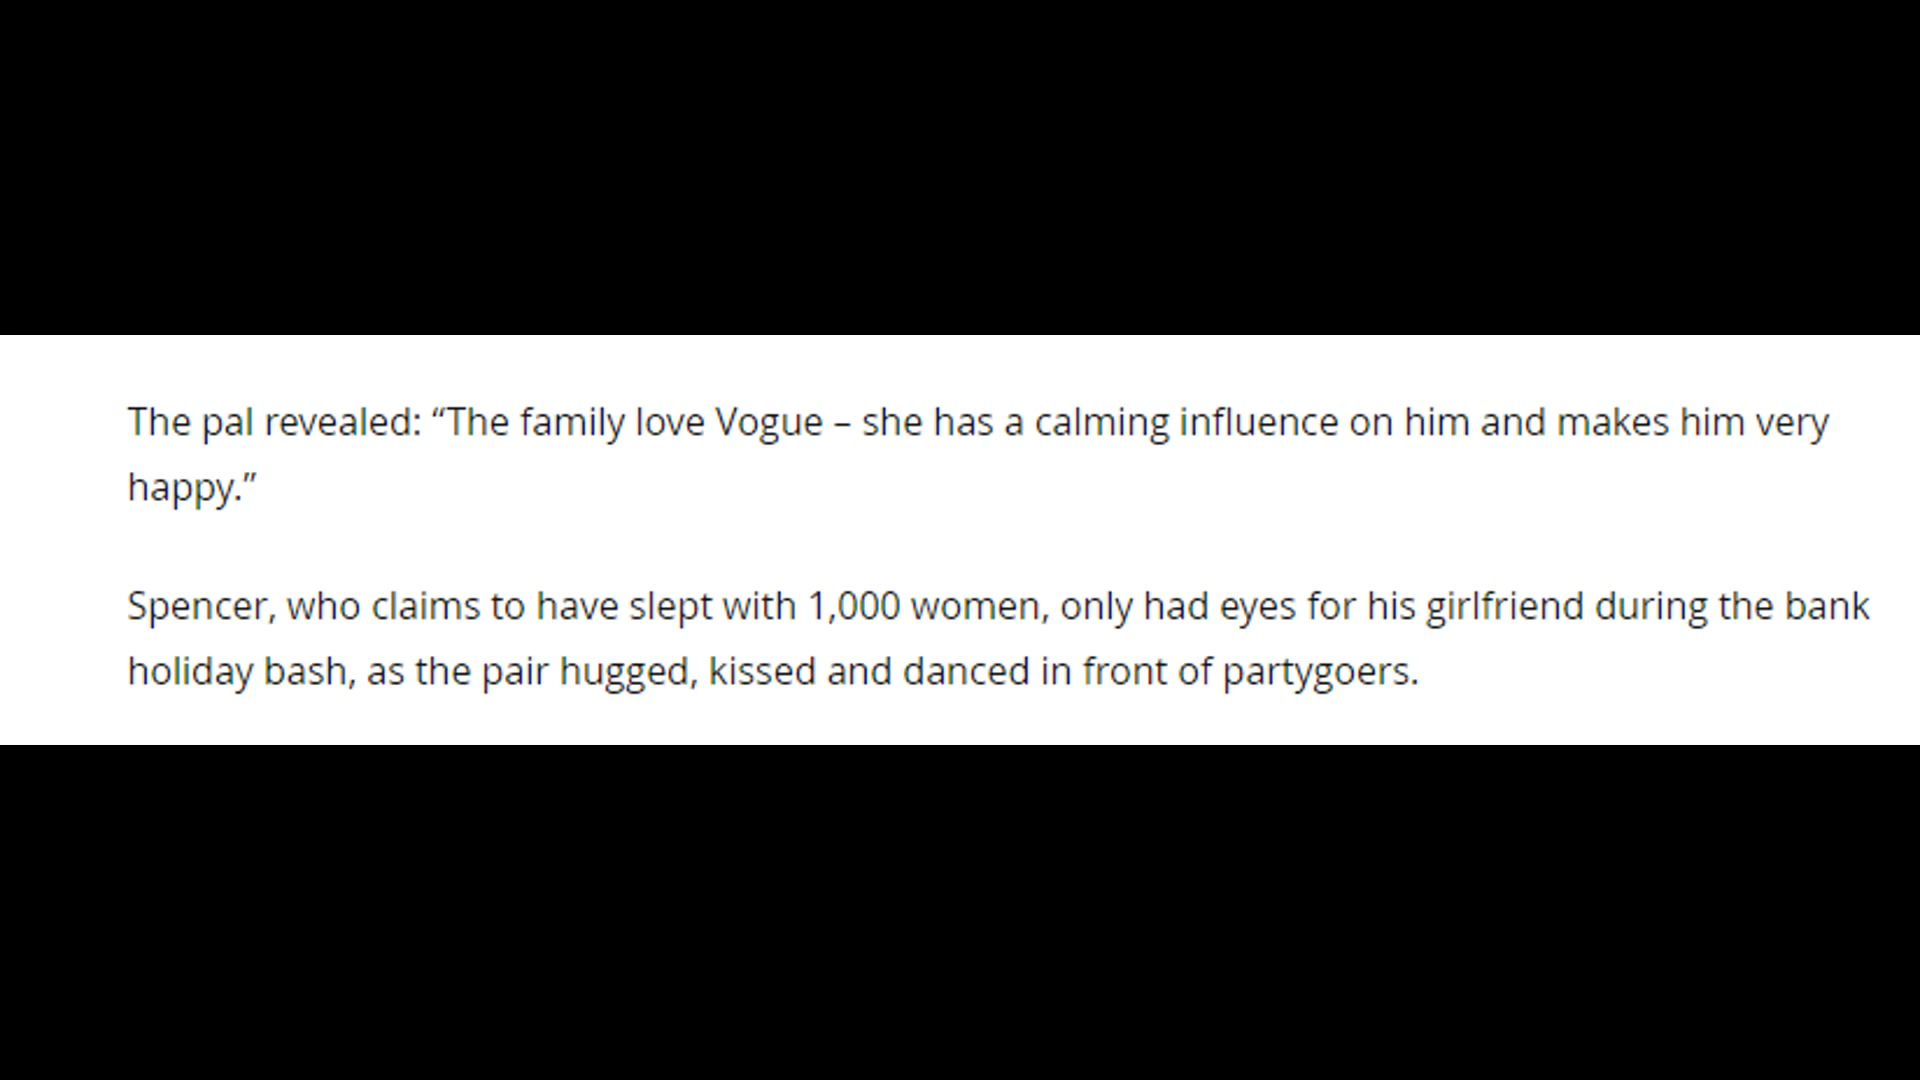 The pal revealed: “The family love Vogue – she has a calming influence on him and makes him very
happy.”
Spencer, who claims to have slept with 1,000 women, only had eyes for his girlfriend during the bank
holiday bash, as the pair hugged, kissed and danced in front of partygoers.